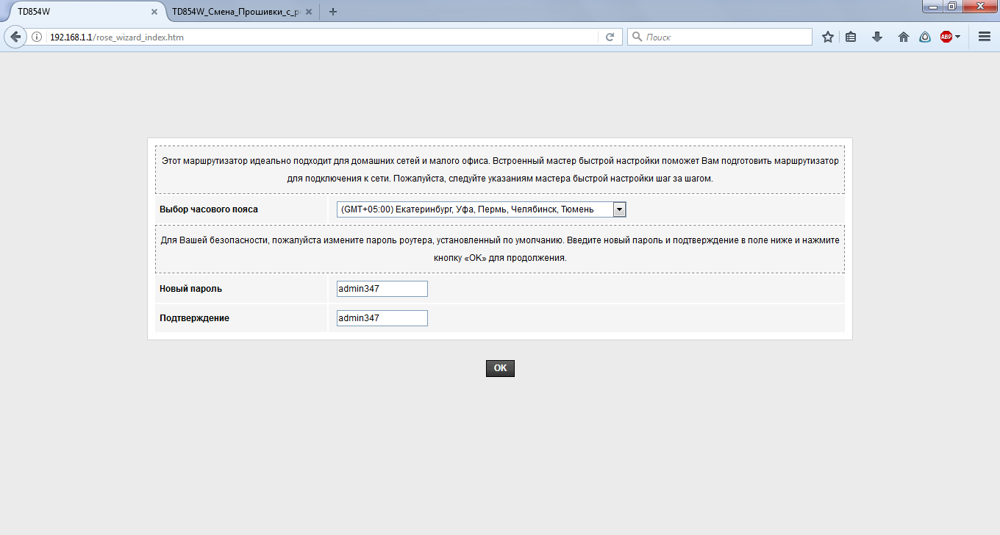 TD854W
TD854W_Смена_Прошивки_с_р
192.168.1.1/rose_wizard_index.htm
Поиск
ABP
Этот маршрутизатор идеально подходит для домашних сетей и малого офиса. Встроенный мастер быстрой настройки поможет Вам подготовить маршрутизатор
для подключения к сети. Пожалуйста, следуйте указаниям мастера быстрой настройки шаг за шагом.
Выбор часового пояса
(GMT+05:00) Екатеринбург, Уфа, Пермь, Челябинск, Тюмень
Для Вашей безопасности, пожалуйста измените пароль роутера, установленный по умолчанию. Введите новый пароль и подтверждение в поле ниже и нажмите
кнопку «OK» для продолжения.
Новый пароль
admin347
Подтверждение
admin347
OK